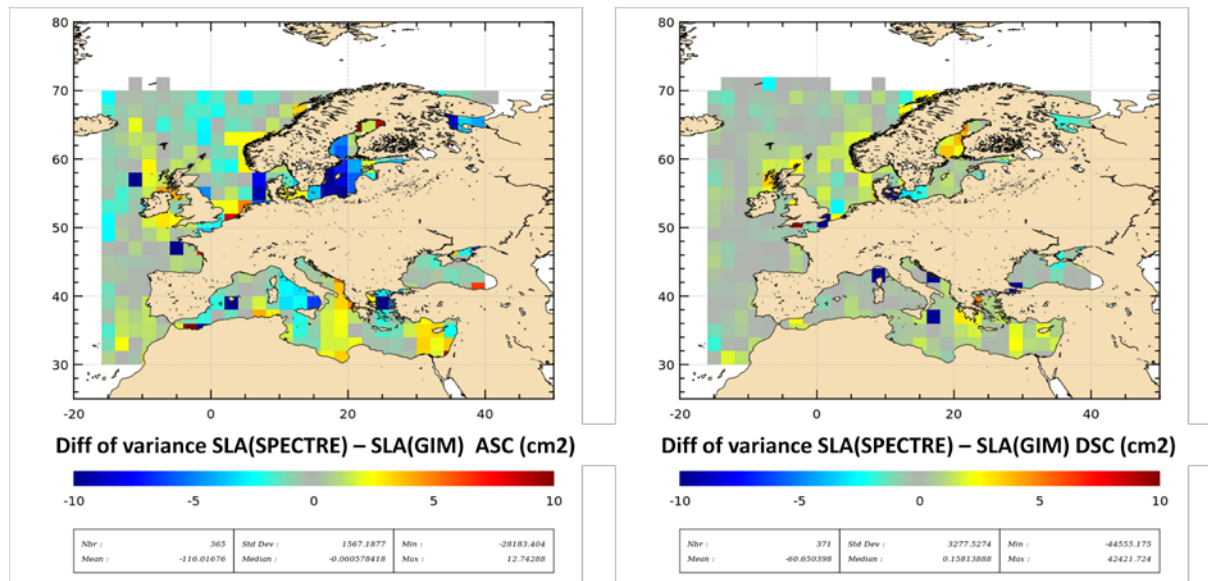 80
70
60
50
40
30
-20
0
20
40
Diff of variance SLA(SPECTRE) – SLA(GIM) ASC (cm2)
-10
-5
0
5
10
Nbr : 365
Mean : -116.01676
Std Dev : 1567.1877
Median : -0.060578418
Min : -28183.404
Max : 12.74288
80
70
60
50
40
30
-20
0
20
40
Diff of variance SLA(SPECTRE) – SLA(GIM) DSC (cm2)
-10
-5
0
5
10
Nbr : 371
Mean : -60.650398
Std Dev : 3277.5274
Median : 0.15813888
Min : -44555.175
Max : 42421.724